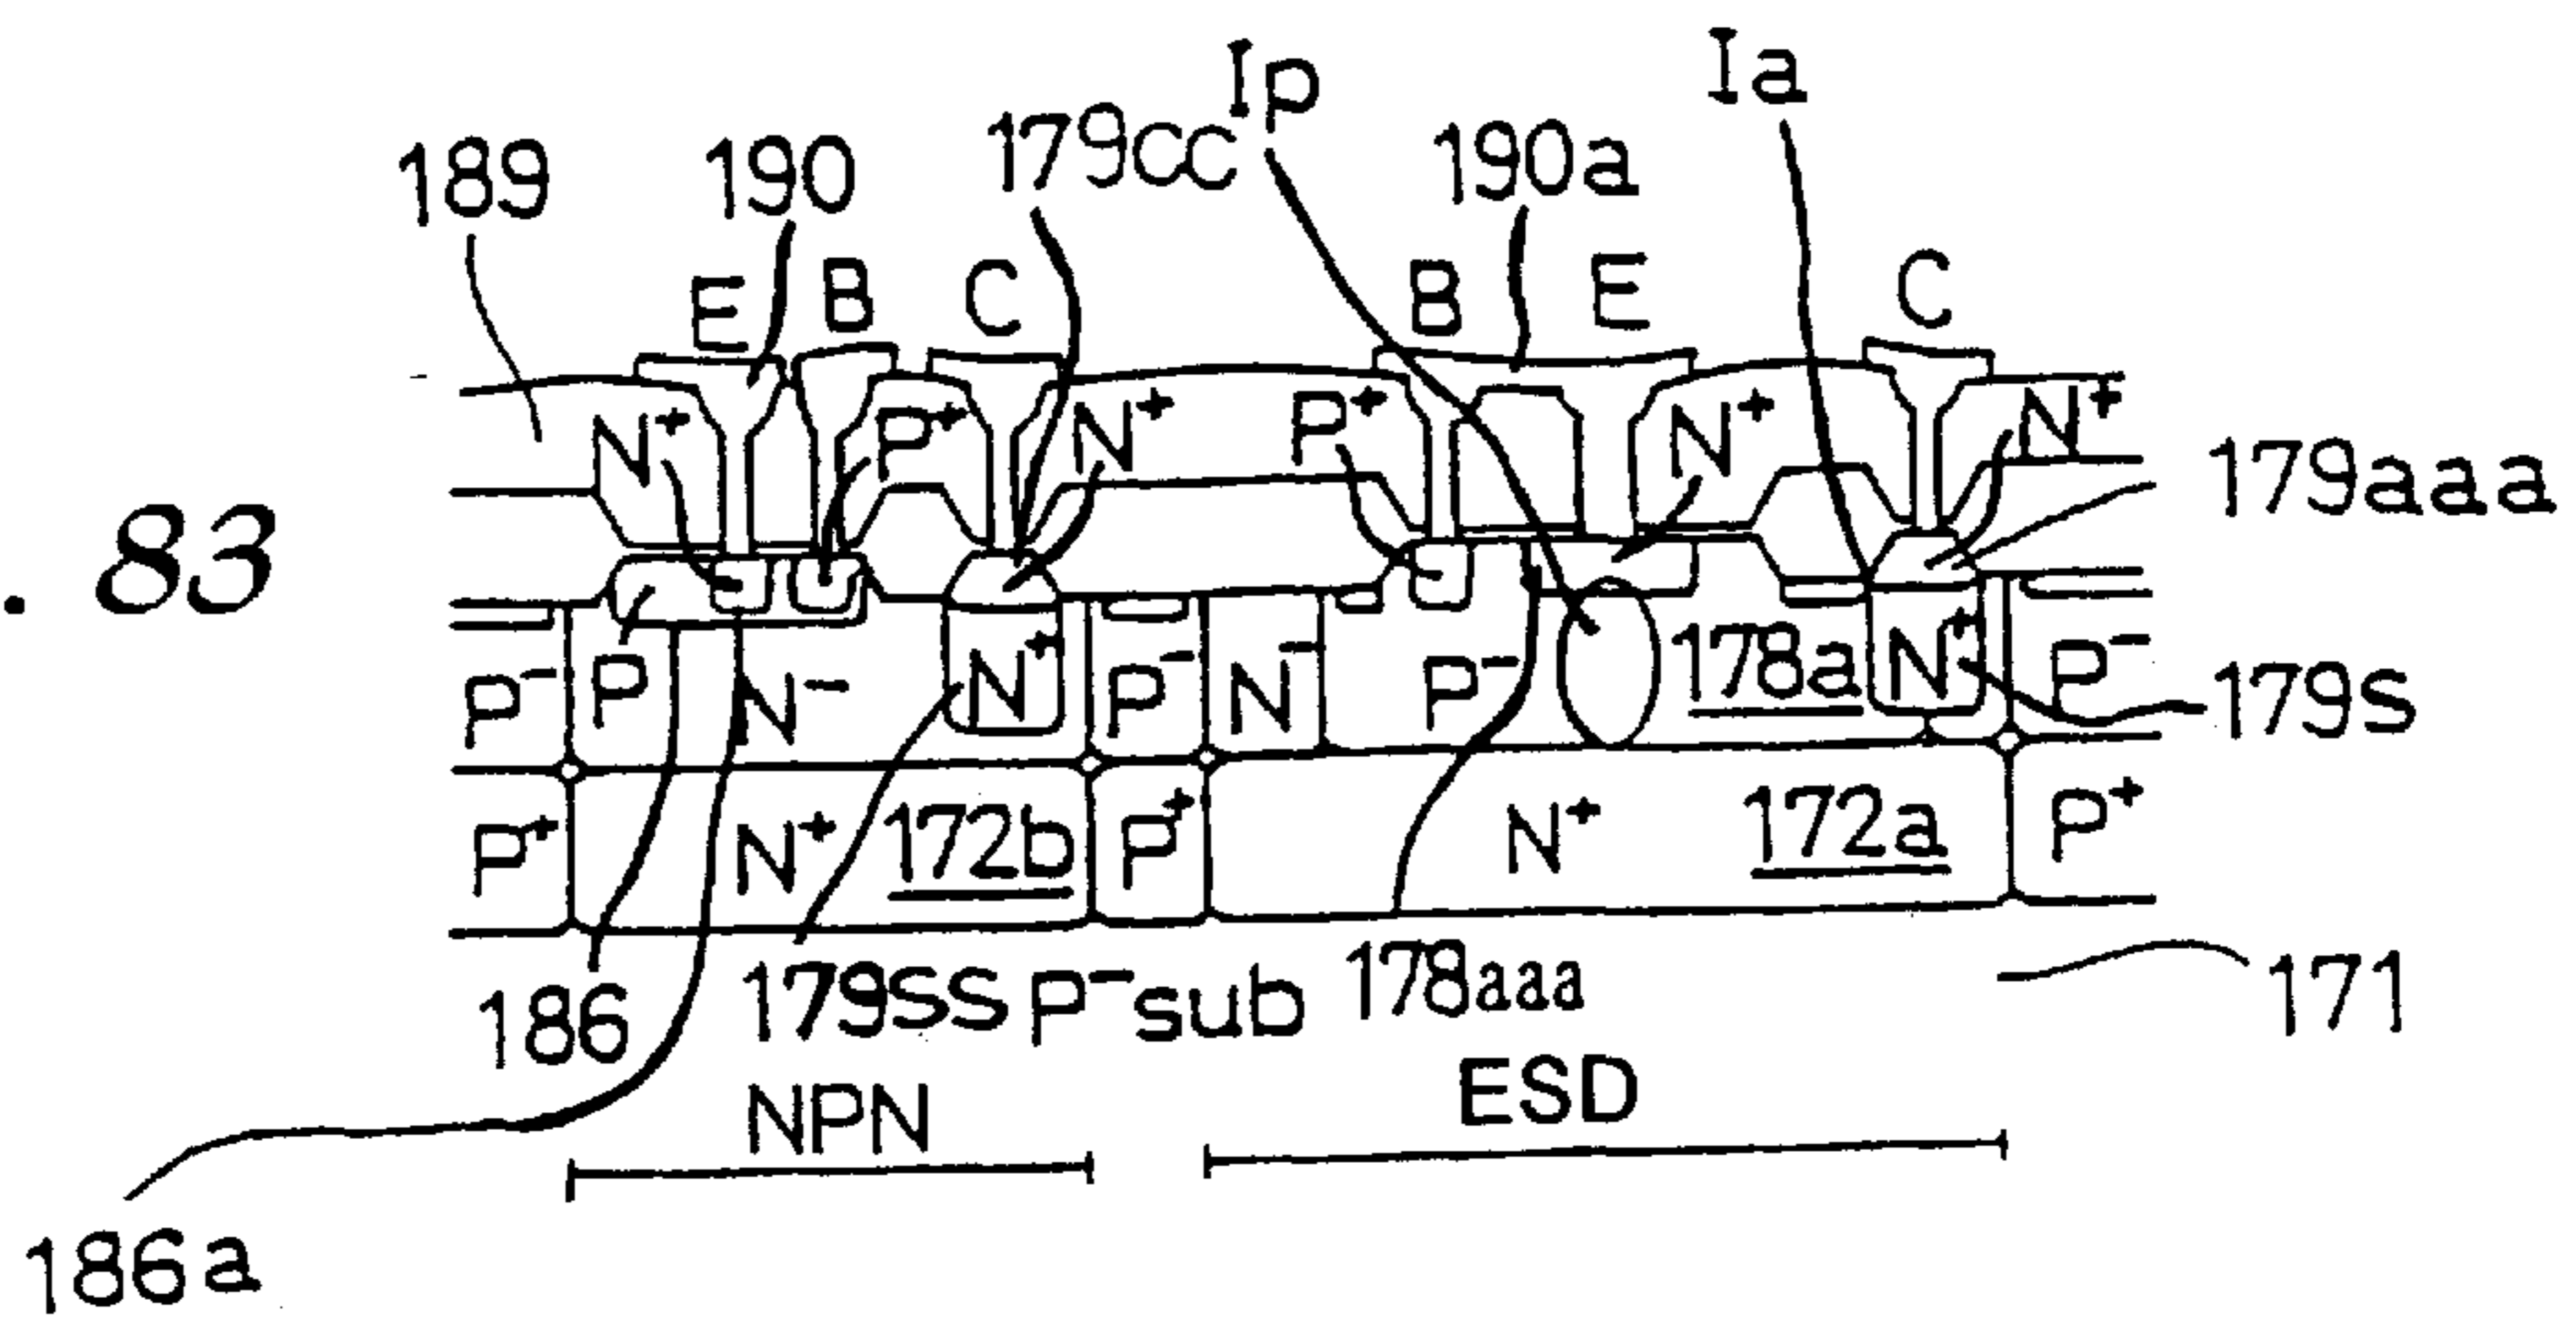 Ip Ia
189 190 179cc 190a
E B C B E C
N+ P+ N+ P+ N+ N+
179aaa
. 83
P- P N- N+ P- N- P- 178a N+ P-
179s
P+ N+ 172b P+ N+ 172a P+
186 179ss P-sub 178aaa 171
NPN ESD
186a